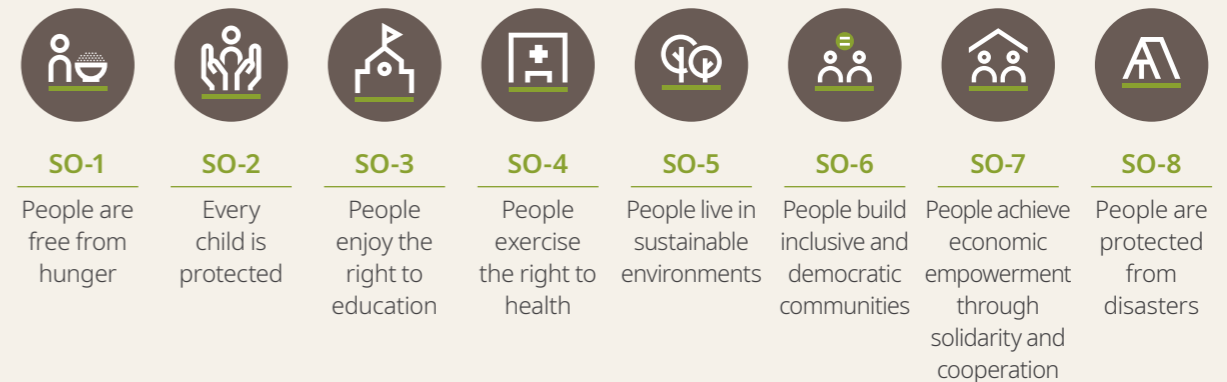 SO-1
People are
free from
hunger
SO-2
Every
child is
protected
SO-3
People
enjoy the
right to
education
SO-4
People
exercise
the right to
health
SO-5
People live in
sustainable
environments
SO-6
People build
inclusive and
democratic
communities
SO-7
People achieve
economic
empowerment
through
solidarity and
cooperation
SO-8
People are
protected
from
disasters